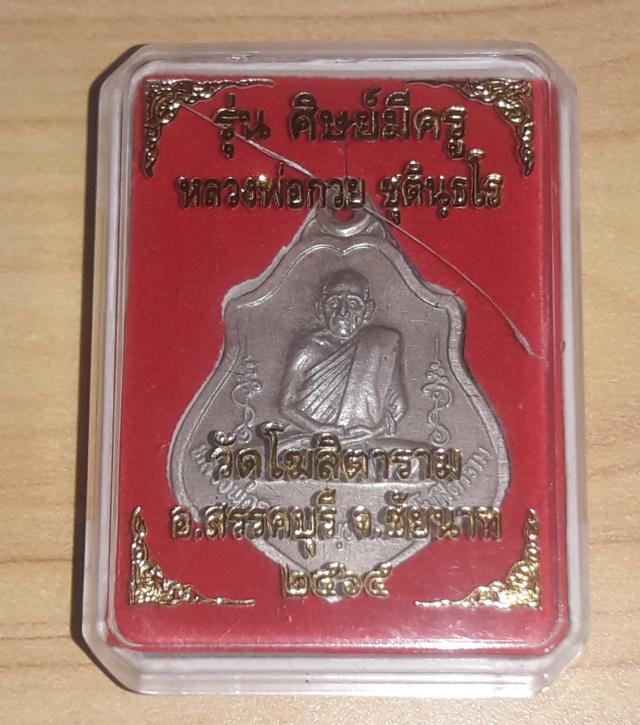 รุ่น ศิษย์มีครู
หลวงพ่อกวย ชุตินฺธโร
วัดโฆสิตาราม
อ.สรรคบุรี จ.ชัยนาท
๒๕๖๕